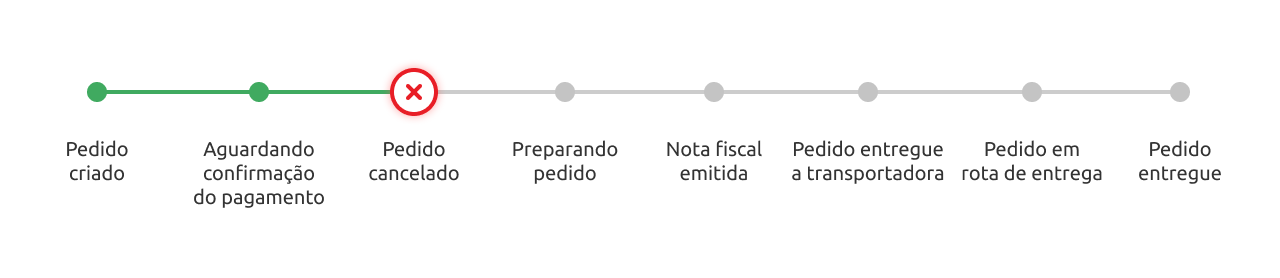 Pedido
criado
Aguardando
confirmação
do pagamento
Pedido
cancelado
Preparando
pedido
Nota fiscal
emitida
Pedido entregue
a transportadora
Pedido em
rota de entrega
Pedido
entregue